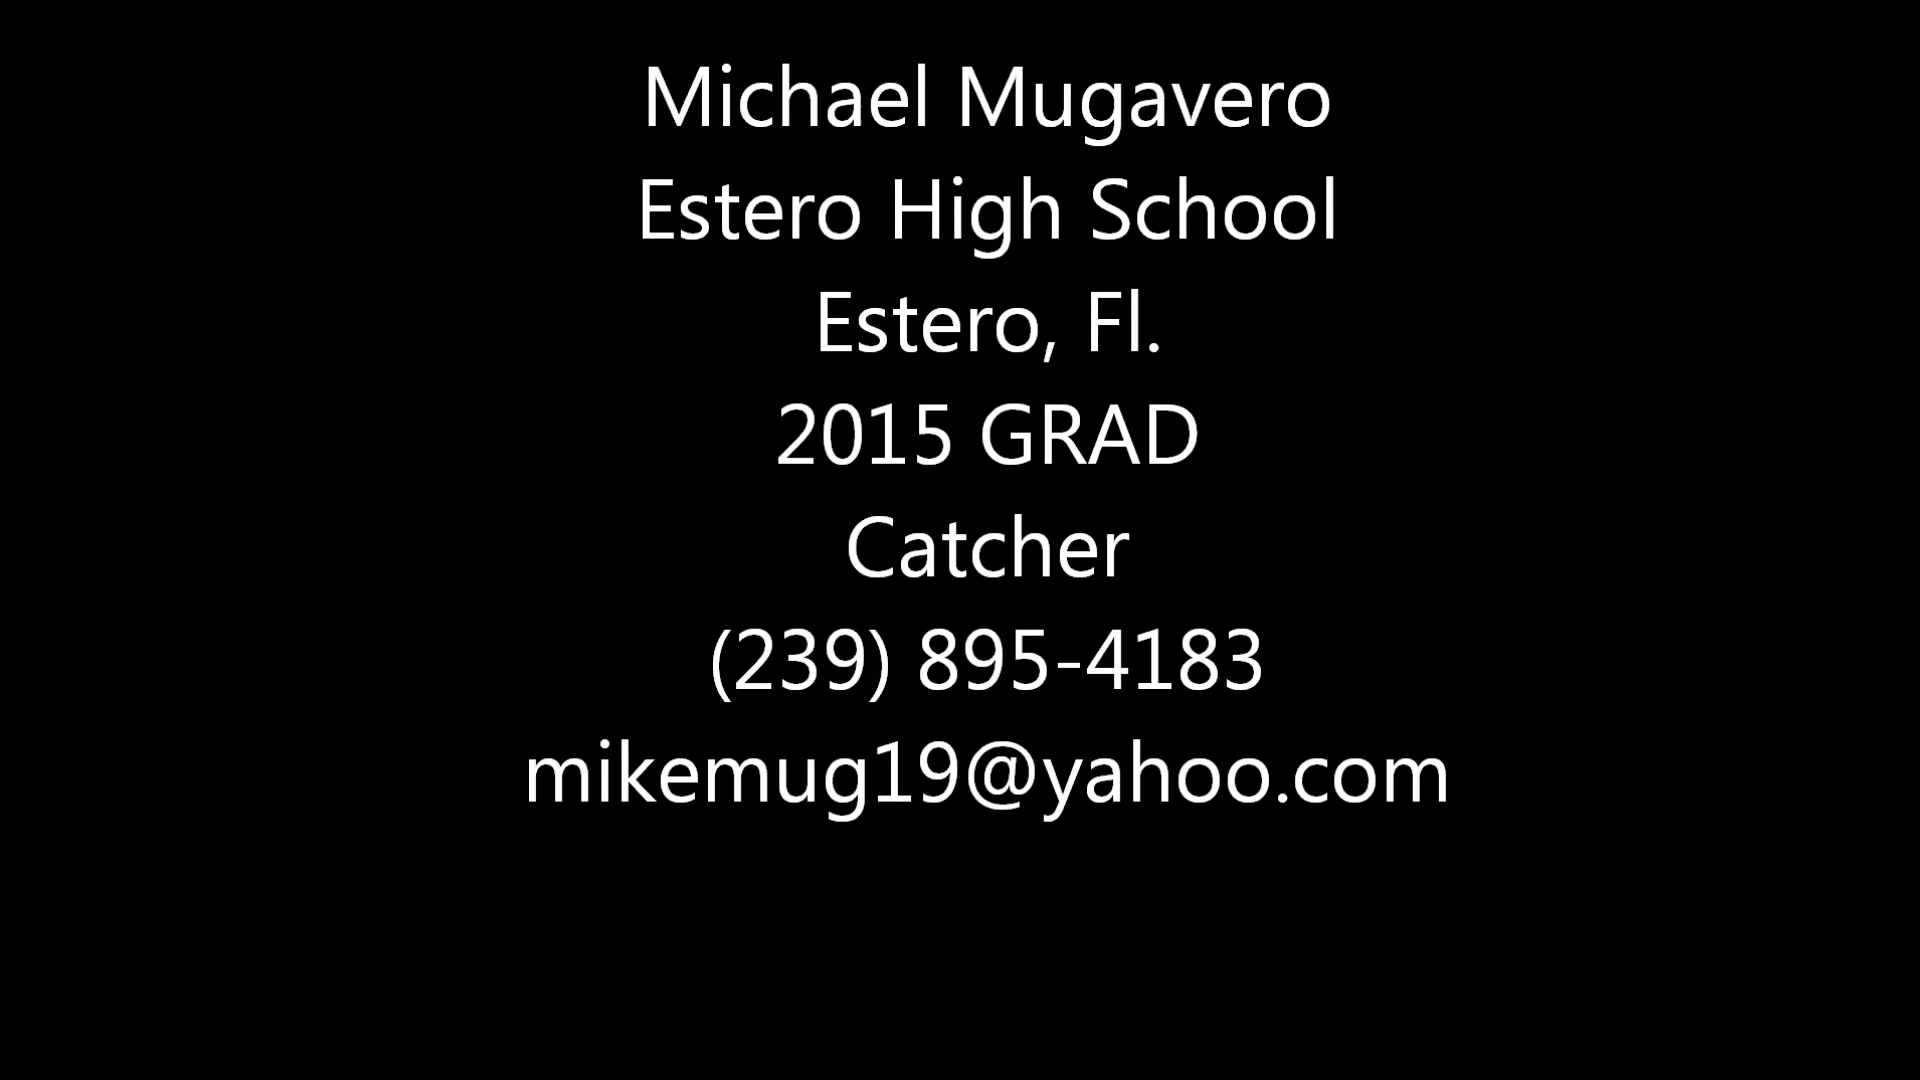 Michael Mugavero
Estero High School
Estero, Fl.
2015 GRAD
Catcher
(239) 895-4183
mikemug19@yahoo.com